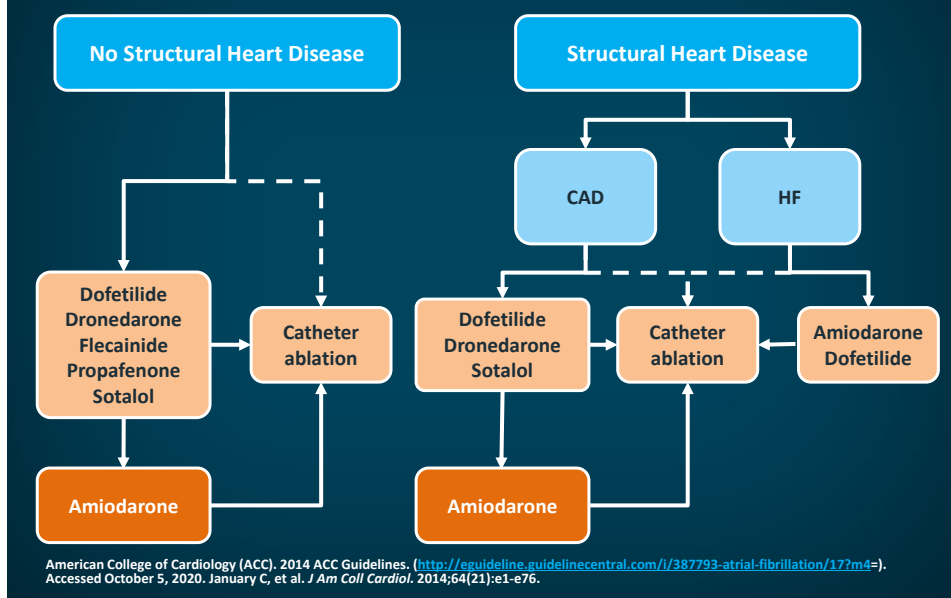 No Structural Heart Disease
Structural Heart Disease
CAD
HF
Dofetilide
Dronedarone
Flecainide
Propafenone
Sotalol
Catheter
ablation
Dofetilide
Dronedarone
Sotalol
Catheter
ablation
Amiodarone
Dofetilide
Amiodarone
Amiodarone
American College of Cardiology (ACC). 2014 ACC Guidelines. (http://eguideline.guidelinecentral.com/i/387793-atrial-fibrillation/17?m4=).
Accessed October 5, 2020. January C, et al. J Am Coll Cardiol. 2014;64(21):e1-e76.